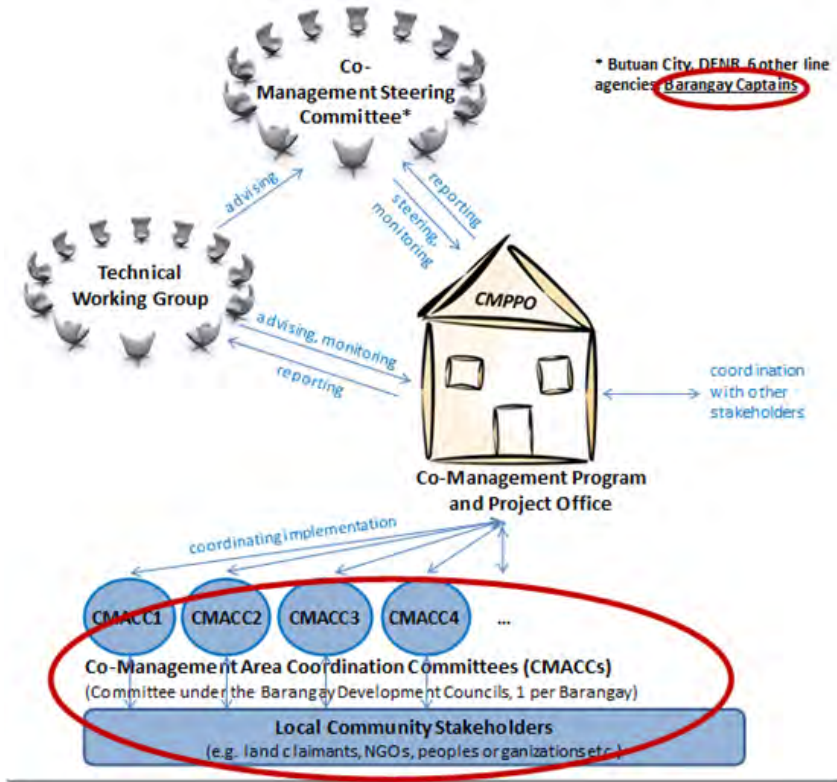 Co-
Management Steering
Committee*
* Butuan City, DENR, 6 other line
agencies, Barangay Captains
advising
reporting
steering,
monitoring
Technical
Working Group
CMPPO
advising, monitoring
reporting
coordination
with other
stakeholders
Co-Management Program
and Project Office
coordinating implementation
CMACC1
CMACC2
CMACC3
CMACC4
...
Co-Management Area Coordination Committees (CMACCs)
(Committee under the Barangay Development Councils, 1 per Barangay)
Local Community Stakeholders
(e.g. land claimants, NGOs, peoples organizations etc.)